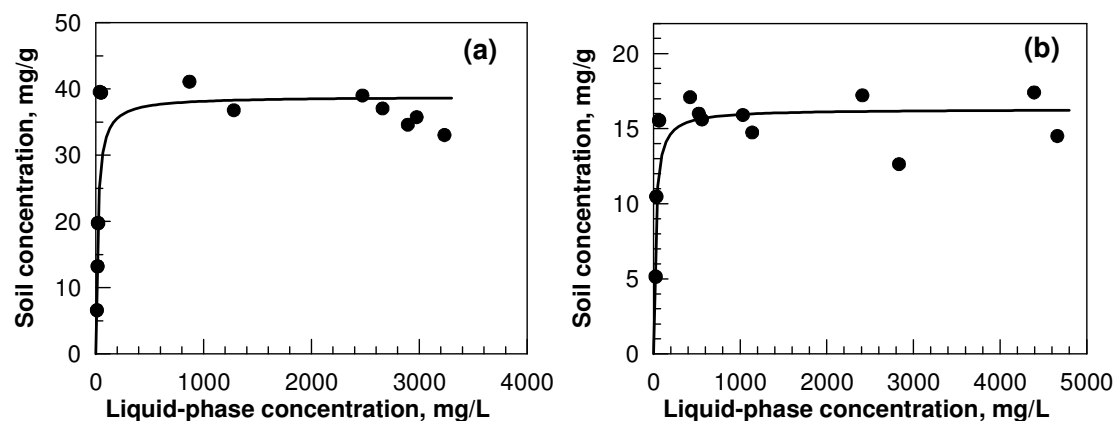 (a)
Soil concentration, mg/g
50
40
30
20
10
0
0 1000 2000 3000 4000
Liquid-phase concentration, mg/L
(b)
Soil concentration, mg/g
20
15
10
5
0
0 1000 2000 3000 4000 5000
Liquid-phase concentration, mg/L